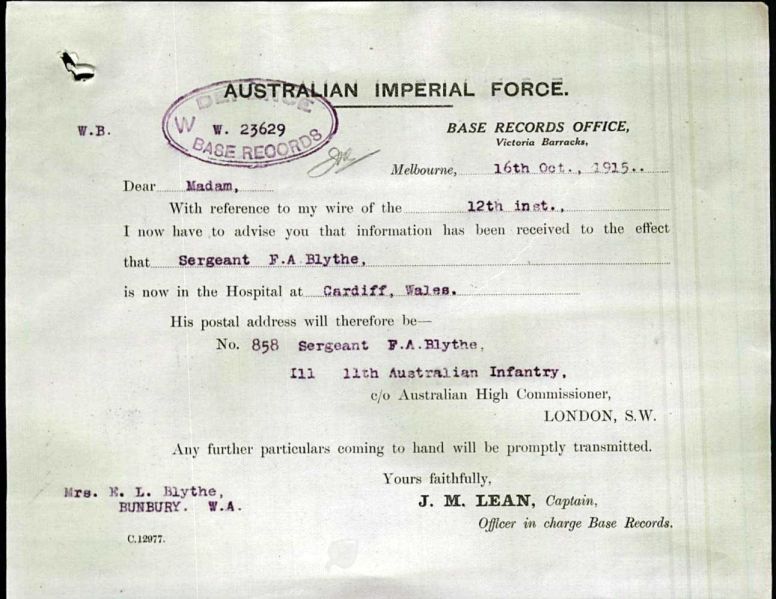 AUSTRALIAN IMPERIAL FORCE.
DEFENCE
W.B.
W W. 23629
BASE RECORDS
BASE RECORDS OFFICE,
Victoria Barracks,
Melbourne, 16th Oct., 1915..
Dear Madam,
With reference to my wire of the 12th inst.,
I now have to advise you that information has been received to the effect
that Sergeant F.A Blythe,
is now in the Hospital at Cardiff, Wales.
His postal address will therefore be—
No. 858 Sergeant F.A.Blythe,
Ill 11th Australian Infantry,
c/o Australian High Commissioner,
LONDON, S.W.
Any further particulars coming to hand will be promptly transmitted.
Yours faithfully,
Mrs. E. L. Blythe,
BUNBURY. W.A.
J. M. LEAN, Captain,
Officer in charge Base Records.
C.12977.